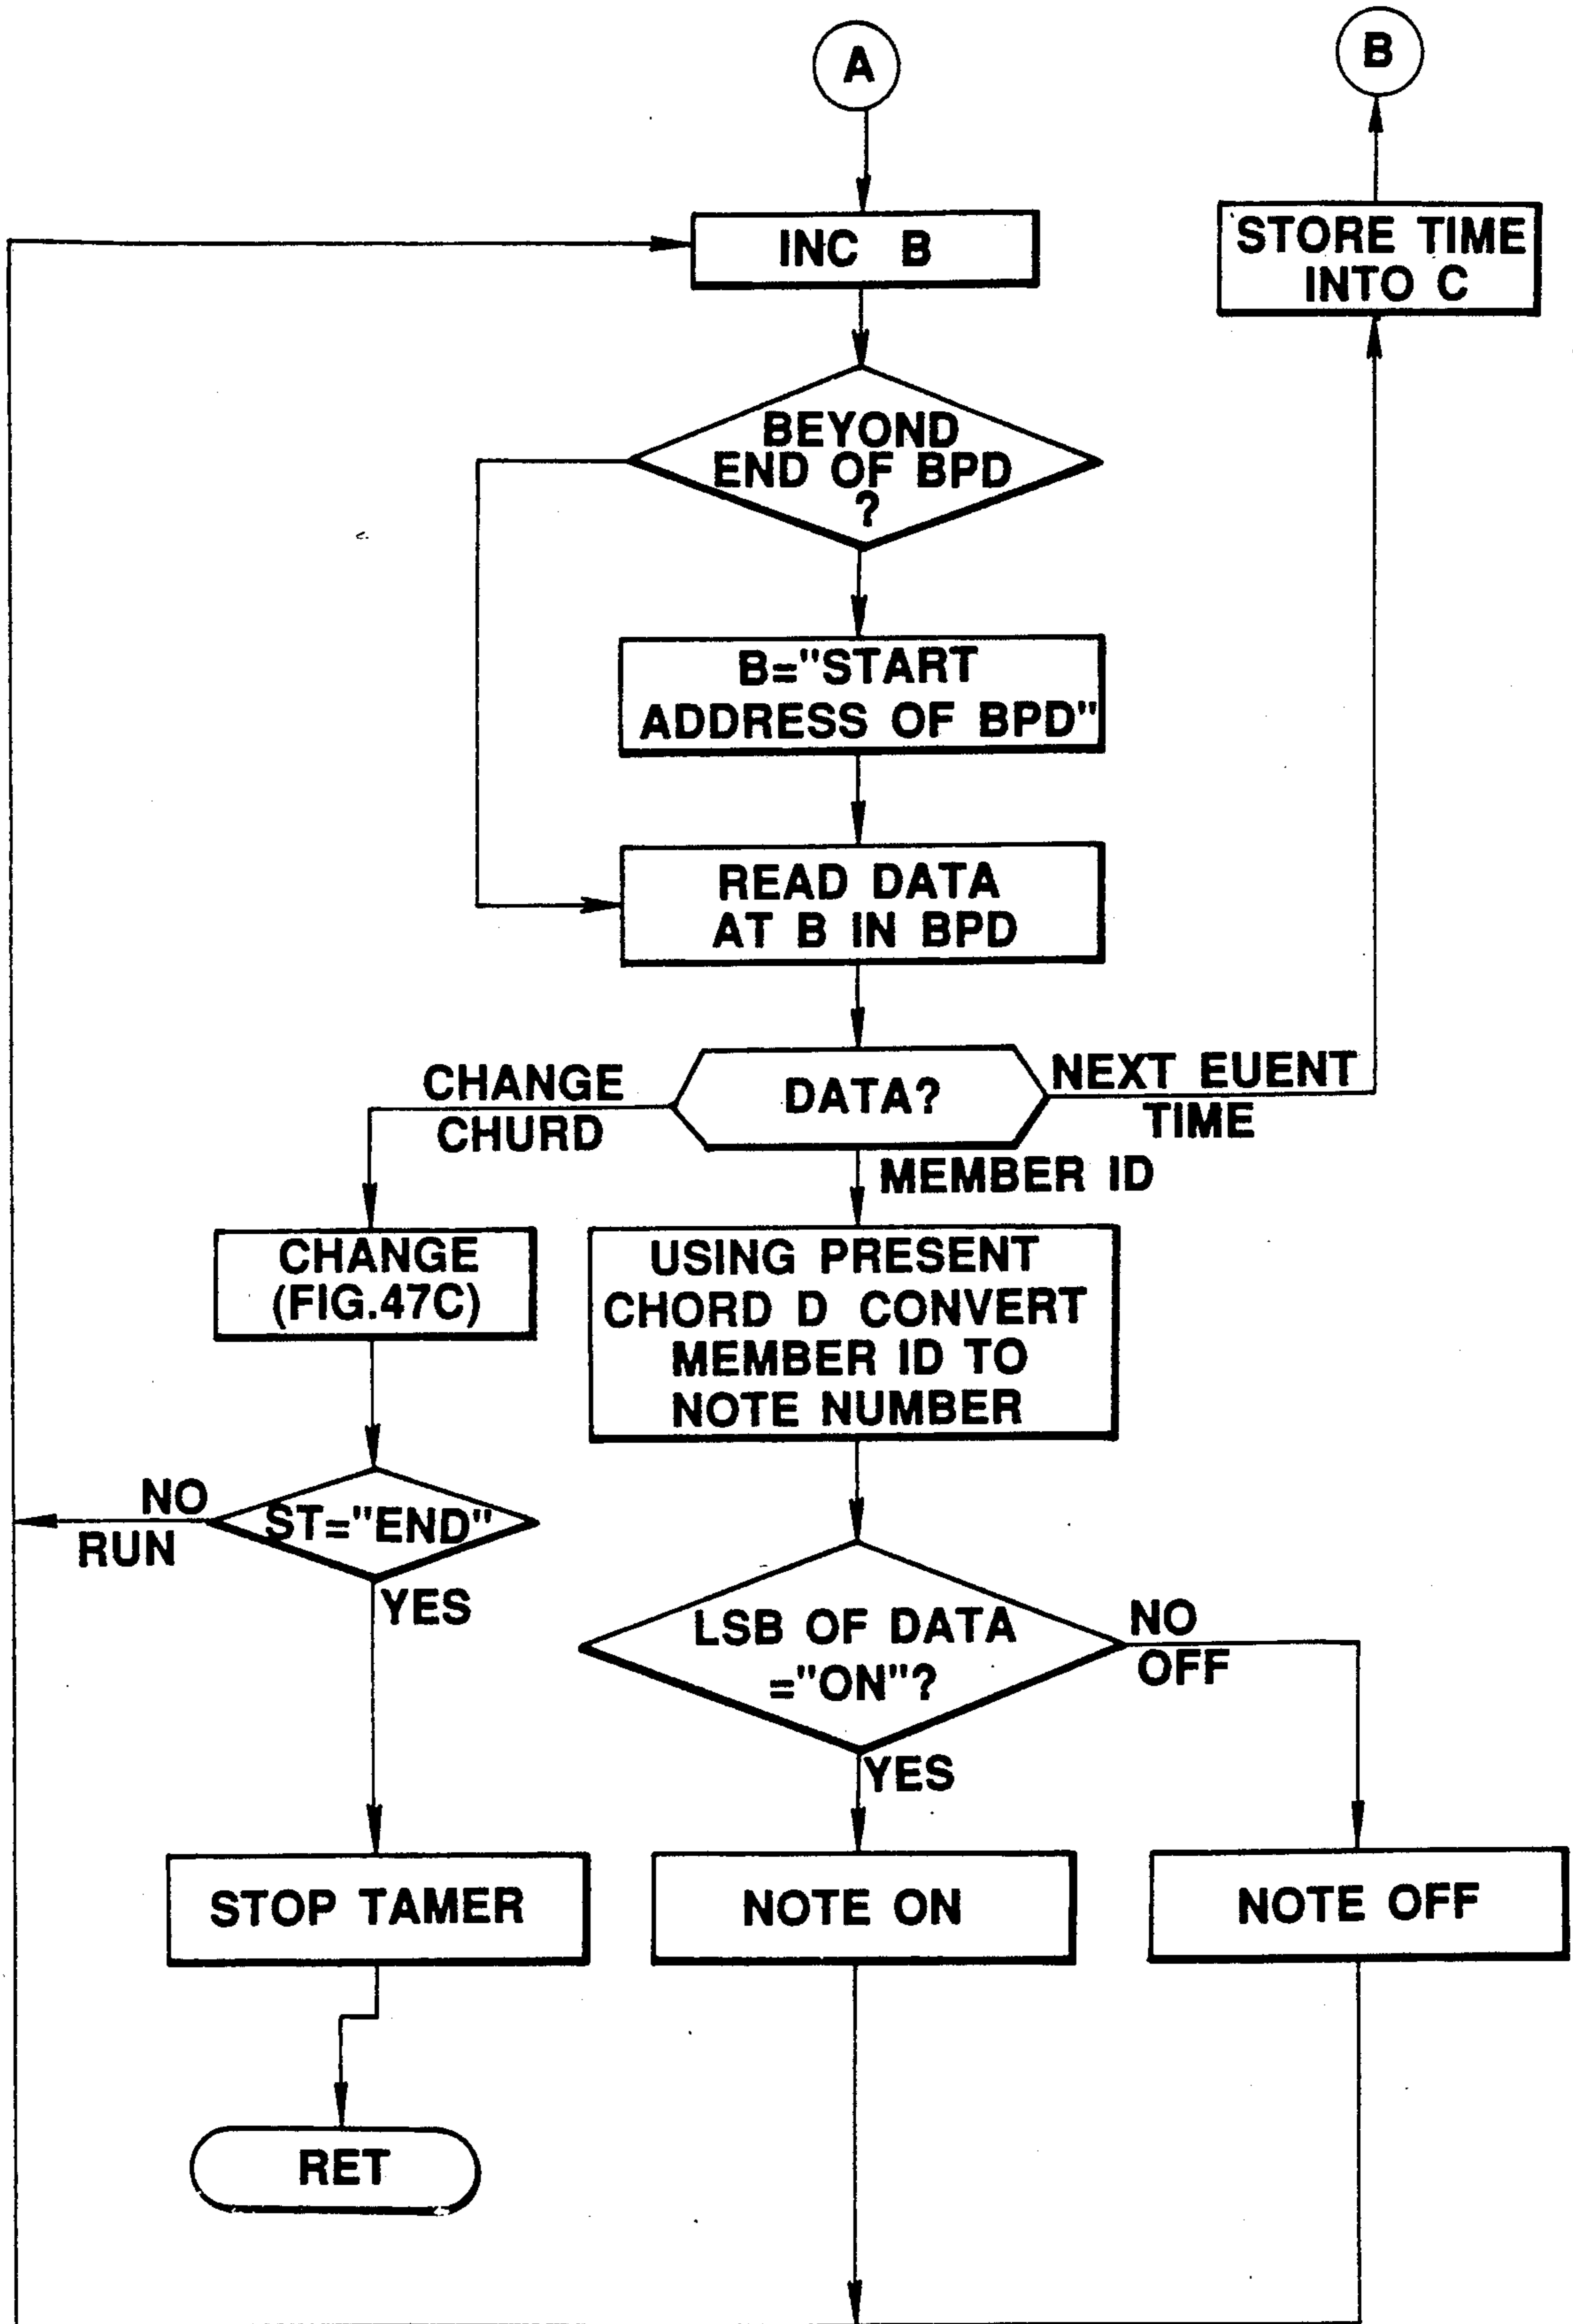 A
B
INC B
STORE TIME
INTO C
BEYOND
END OF BPD
?
B="START
ADDRESS OF BPD"
READ DATA
AT B IN BPD
DATA?
CHANGE
CHURD
NEXT EUENT
TIME
MEMBER ID
CHANGE
(FIG.47C)
USING PRESENT
CHORD D CONVERT
MEMBER ID TO
NOTE NUMBER
ST="END"
NO
RUN
YES
LSB OF DATA
="ON"?
NO
OFF
YES
STOP TAMER
NOTE ON
NOTE OFF
RET